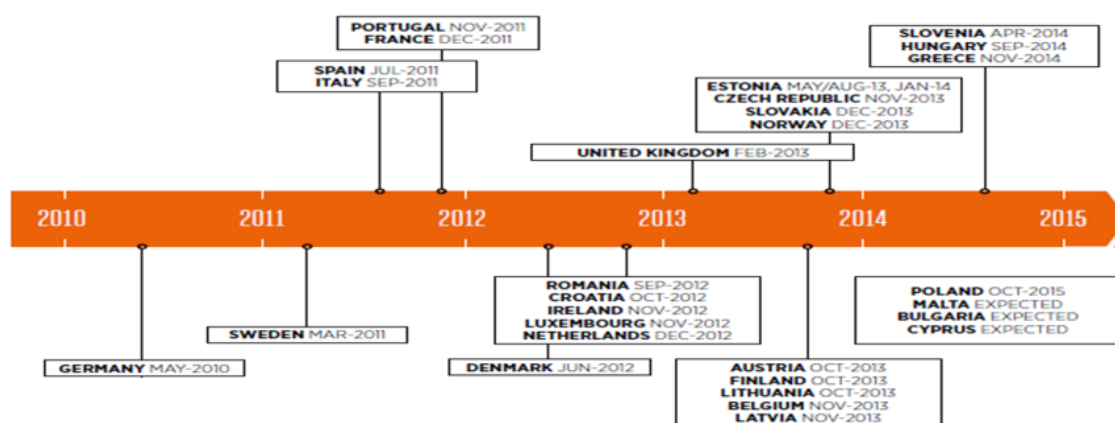 PORTUGAL NOV-2011
FRANCE DEC-2011
SPAIN JUL-2011
ITALY SEP-2011
SLOVENIA APR-2014
HUNGARY SEP-2014
GREECE NOV-2014
ESTONIA MAY/AUG-13, JAN-14
CZECH REPUBLIC NOV-2013
SLOVAKIA DEC-2013
NORWAY DEC-2013
UNITED KINGDOM FEB-2013
2010 2011 2012 2013 2014 2015
ROMANIA SEP-2012
CROATIA OCT-2012
IRELAND NOV-2012
LUXEMBOURG NOV-2012
NETHERLANDS DEC-2012
POLAND OCT-2015
MALTA EXPECTED
BULGARIA EXPECTED
CYPRUS EXPECTED
SWEDEN MAR-2011
GERMANY MAY-2010
DENMARK JUN-2012
AUSTRIA OCT-2013
FINLAND OCT-2013
LITHUANIA OCT-2013
BELGIUM NOV-2013
LATVIA NOV-2013